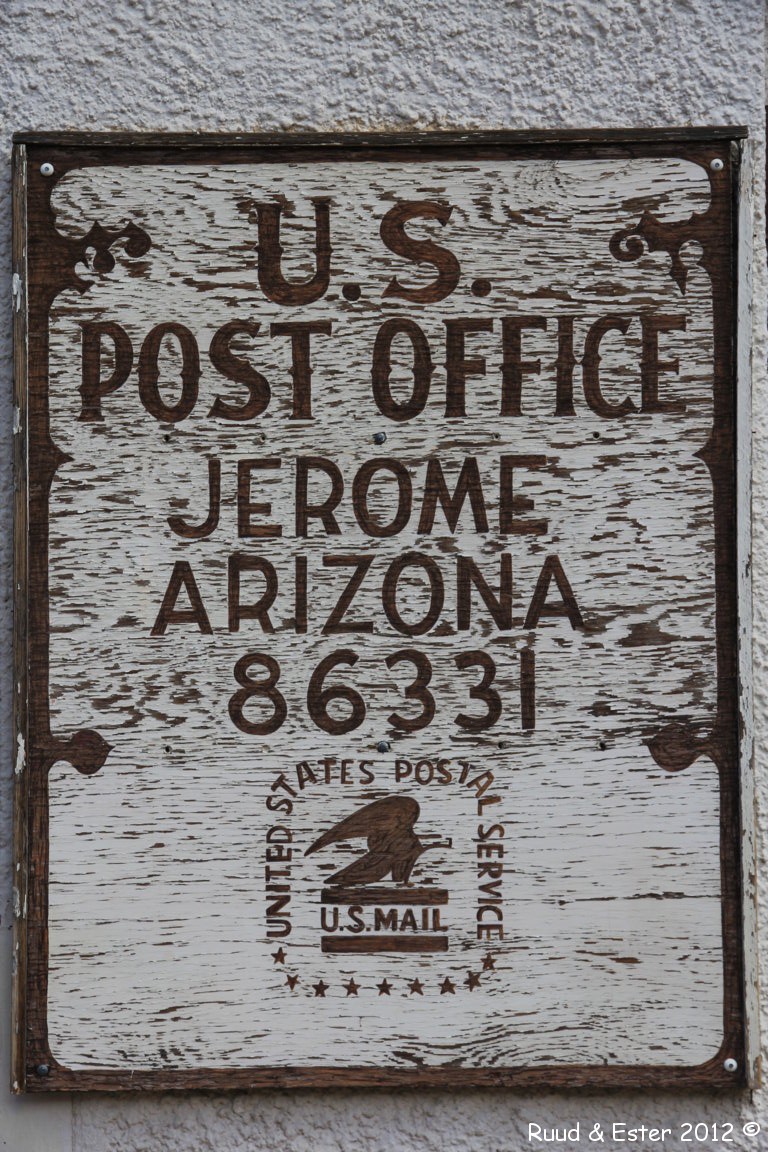 U.S.
POST OFFICE
JEROME
ARIZONA
86331
UNITED STATES POSTAL SERVICE
U.S.MAIL
Ruud & Ester 2012 ©